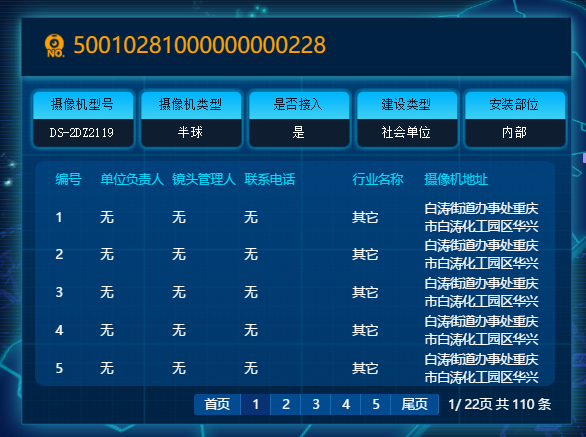 NO. 50010281000000000228
摄像机型号 摄像机类型 是否接入 建设类型 安装部位
DS-2DZ2119 半球 是 社会单位 内部
编号 单位负责人 镜头管理人 联系电话 行业名称 摄像机地址
1 无 无 无 其它 白涛街道办事处重庆
市白涛化工园区华兴
2 无 无 无 其它 白涛街道办事处重庆
市白涛化工园区华兴
3 无 无 无 其它 白涛街道办事处重庆
市白涛化工园区华兴
4 无 无 无 其它 白涛街道办事处重庆
市白涛化工园区华兴
5 无 无 无 其它 白涛街道办事处重庆
市白涛化工园区华兴
首页 1 2 3 4 5 尾页 1/ 22页 共 110 条